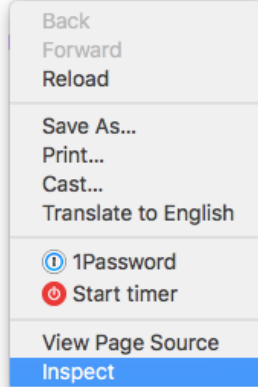 Back
Forward
Reload
Save As...
Print...
Cast...
Translate to English
1Password
Start timer
View Page Source
Inspect